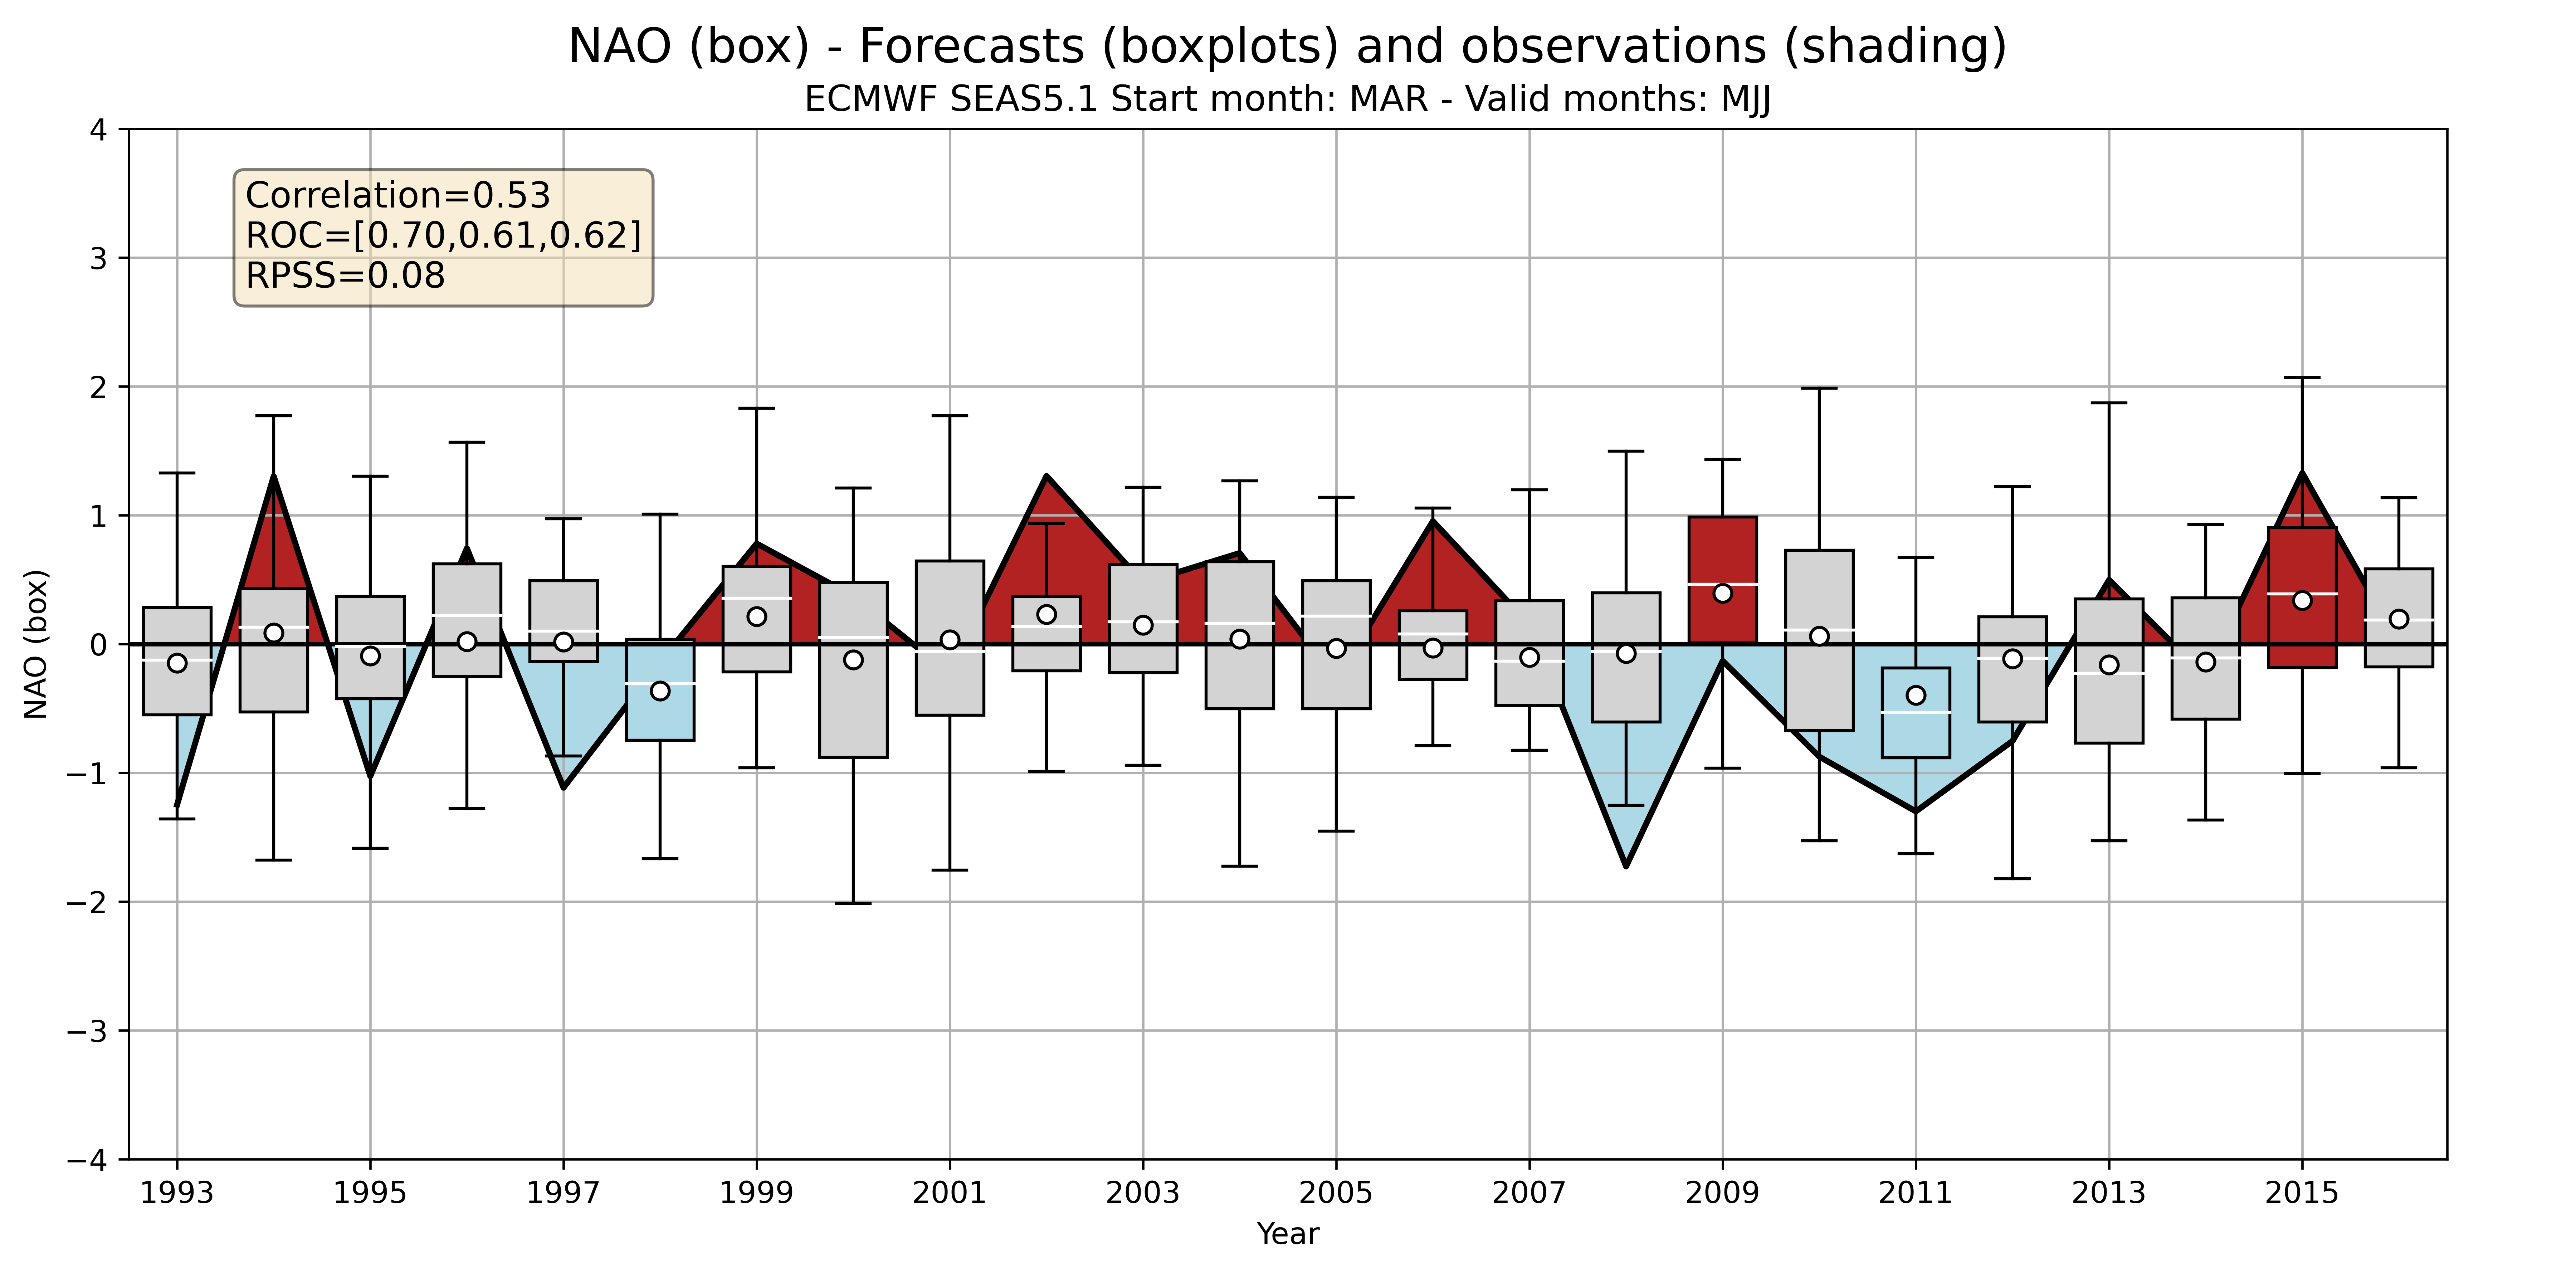 NAO (box) - Forecasts (boxplots) and observations (shading)
ECMWF SEAS5.1 Start month: MAR - Valid months: MJJ
Correlation=0.53
ROC=[0.70,0.61,0.62]
RPSS=0.08
NAO (box)
4
3
2
1
0
−1
−2
−3
−4
1993 1995 1997 1999 2001 2003 2005 2007 2009 2011 2013 2015
Year